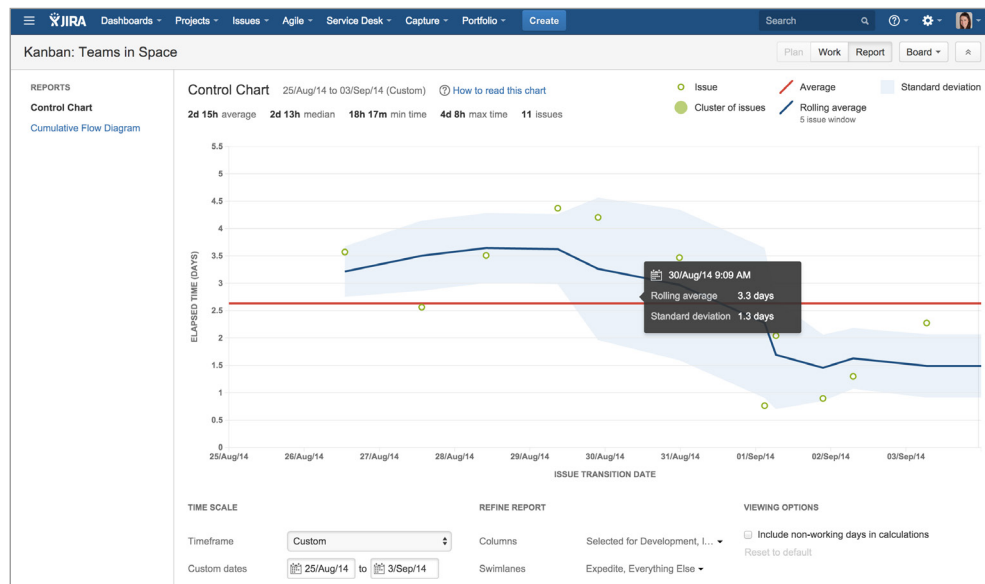 JIRA Dashboards Projects Issues Agile Service Desk Capture Portfolio Create Search
Kanban: Teams in Space Plan Work Report Board
REPORTS
Control Chart
Cumulative Flow Diagram
Control Chart 25/Aug/14 to 03/Sep/14 (Custom) How to read this chart
2d 15h average 2d 13h median 18h 17m min time 4d 8h max time 11 issues
Issue Average Standard deviation
Cluster of issues Rolling average
5 issue window
5.5
5
4.5
4
3.5
3
2.5
2
1.5
1
0.5
0
ELAPSED TIME (DAYS)
30/Aug/14 9:09 AM
Rolling average 3.3 days
Standard deviation 1.3 days
25/Aug/14 26/Aug/14 27/Aug/14 28/Aug/14 29/Aug/14 30/Aug/14 31/Aug/14 01/Sep/14 02/Sep/14 03/Sep/14
ISSUE TRANSITION DATE
TIME SCALE
Timeframe Custom
Custom dates 25/Aug/14 to 3/Sep/14
REFINE REPORT
Columns Selected for Development, I...
Swimlanes Expedite, Everything Else
VIEWING OPTIONS
Include non-working days in calculations
Reset to default